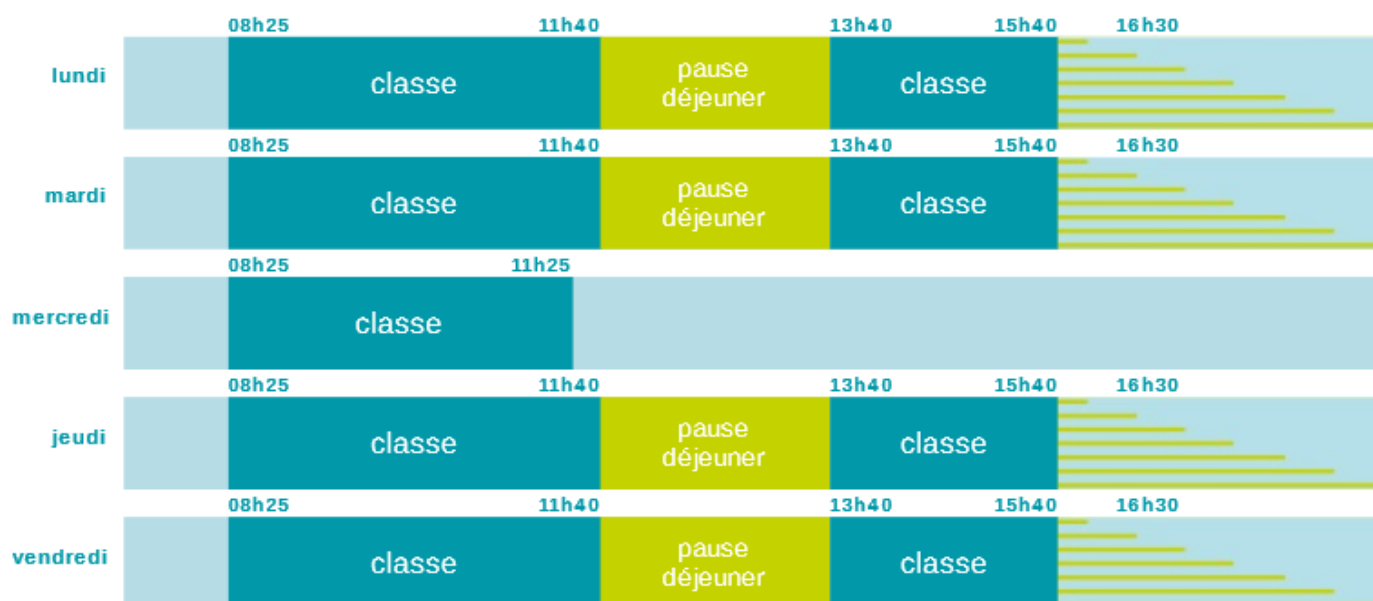 08h25 11h40 13h40 15h40 16h30
lundi classe pause déjeuner classe
08h25 11h40 13h40 15h40 16h30
mardi classe pause déjeuner classe
08h25 11h25
mercredi classe
08h25 11h40 13h40 15h40 16h30
jeudi classe pause déjeuner classe
08h25 11h40 13h40 15h40 16h30
vendredi classe pause déjeuner classe